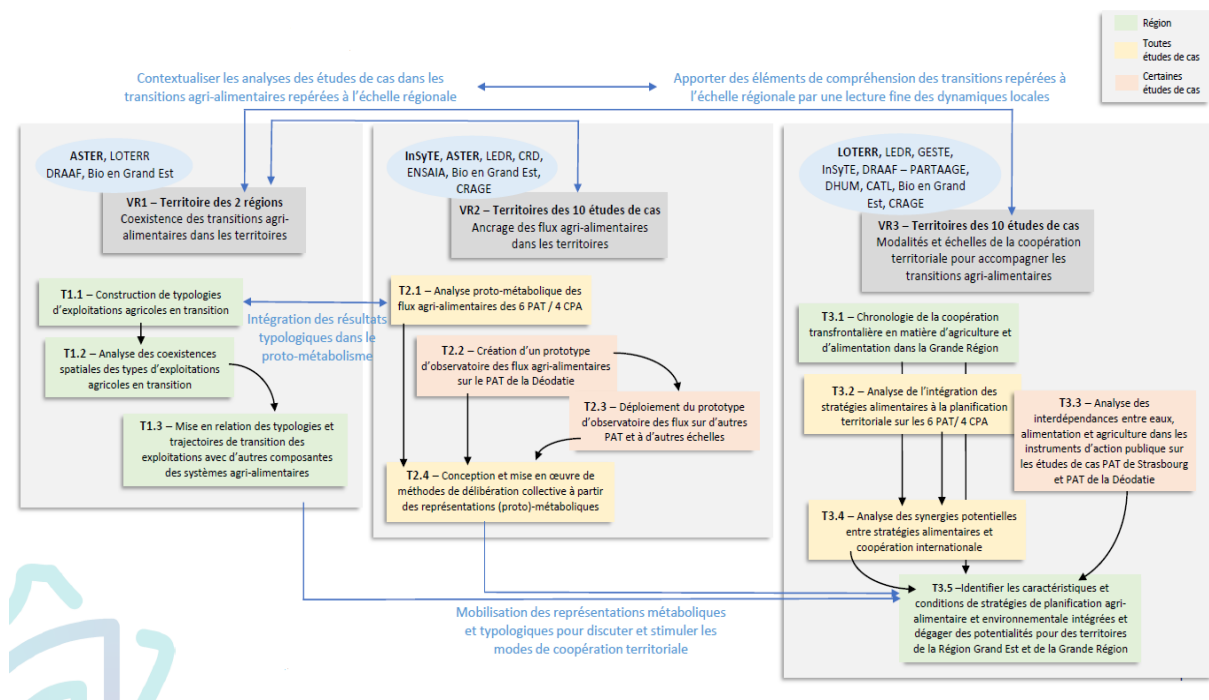 Région
Toutes
études de cas
Certaines
études de cas
Contextualiser les analyses des études de cas dans les
transitions agri-alimentaires repérées à l'échelle régionale
Apporter des éléments de compréhension des transitions repérées à
l'échelle régionale par une lecture fine des dynamiques locales
ASTER, LOTERR
DRAAF, Bio en Grand Est
VR1 – Territoire des 2 régions
Coexistence des transitions agri-
alimentaires dans les territoires
T1.1 – Construction de typologies
d'exploitations agricoles en transition
T1.2 – Analyse des coexistences
spatiales des types d'exploitations
agricoles en transition
T1.3 – Mise en relation des typologies et
trajectoires de transition des
exploitations avec d'autres composantes
des systèmes agri-alimentaires
Intégration des résultats
typologiques dans le
proto-métabolisme
InSyTE, ASTER, LEDR, CRD,
ENSAIA, Bio en Grand Est,
CRAGE
VR2 – Territoires des 10 études de cas
Ancrage des flux agri-alimentaires
dans les territoires
T2.1 – Analyse proto-métabolique des
flux agri-alimentaires des 6 PAT / 4 CPA
T2.2 – Création d'un prototype
d'observatoire des flux agri-alimentaires
sur le PAT de la Déodatie
T2.3 – Déploiement du prototype
d'observatoire des flux sur d'autres
PAT et à d'autres échelles
T2.4 – Conception et mise en œuvre de
méthodes de délibération collective à partir
des représentations (proto)-métaboliques
LOTERR, LEDR, GESTE,
InSyTE, DRAAF – PARTAAGE,
DHUM, CATL, Bio en Grand
Est, CRAGE
VR3 – Territoires des 10 études de cas
Modalités et échelles de la coopération
territoriale pour accompagner les
transitions agri-alimentaires
T3.1 – Chronologie de la coopération
transfrontalière en matière d'agriculture et
d'alimentation dans la Grande Région
T3.2 – Analyse de l'intégration des
stratégies alimentaires à la planification
territoriale sur les 6 PAT/ 4 CPA
T3.3 – Analyse des
interdépendances entre eaux,
alimentation et agriculture dans les
instruments d'action publique sur
les études de cas PAT de Strasbourg
et PAT de la Déodatie
T3.4 – Analyse des synergies potentielles
entre stratégies alimentaires et
coopération internationale
T3.5 –Identifier les caractéristiques et
conditions de stratégies de planification agri-
alimentaire et environnementale intégrées et
dégager des potentialités pour des territoires
de la Région Grand Est et de la Grande Région
Mobilisation des représentations métaboliques
et typologiques pour discuter et stimuler les
modes de coopération territoriale